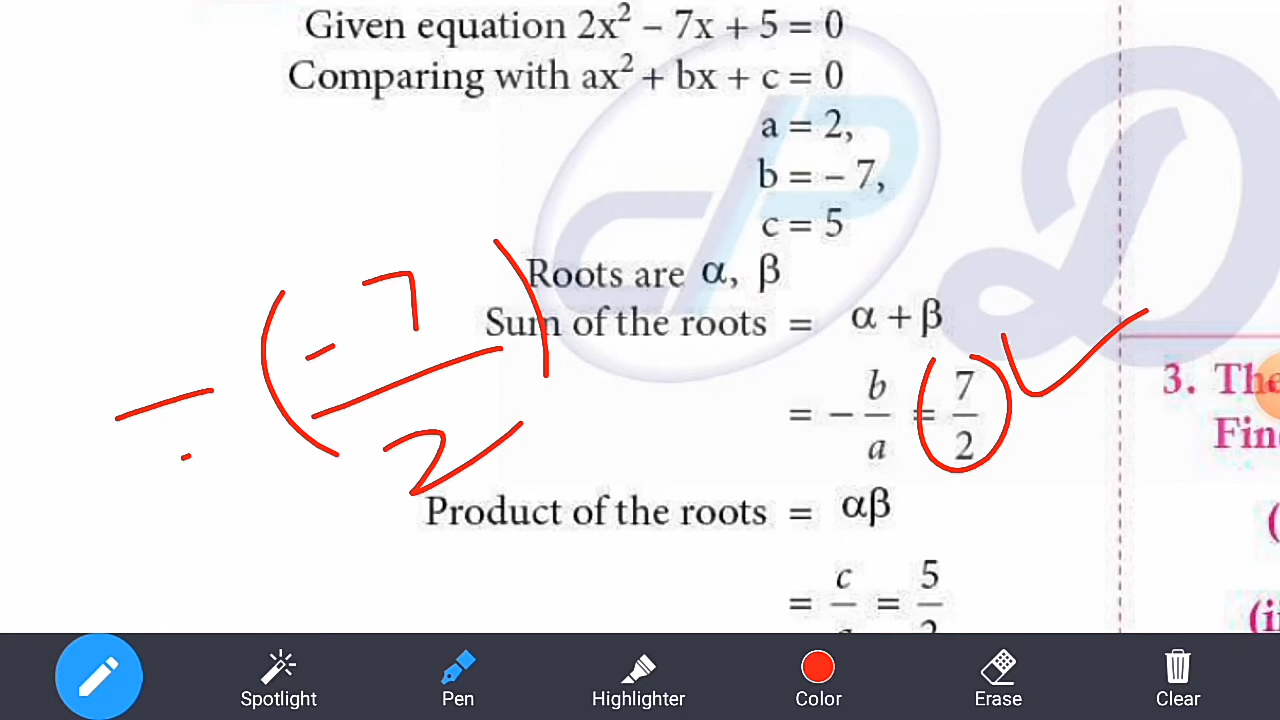 Given equation 2x² – 7x + 5 = 0
Comparing with ax² + bx + c = 0
a = 2,
b = – 7,
c = 5
Roots are α, β
Sum of the roots = α + β
= – b/a = 7/2
– (–7/2)
Product of the roots = αβ
= c/a = 5/2
3. The
Fin
(
(ii
Spotlight
Pen
Highlighter
Color
Erase
Clear